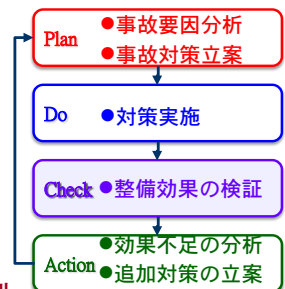 Plan
●事故要因分析
●事故対策立案
Do ●対策実施
Check ●整備効果の検証
●効果不足の分析
Action
●追加対策の立案